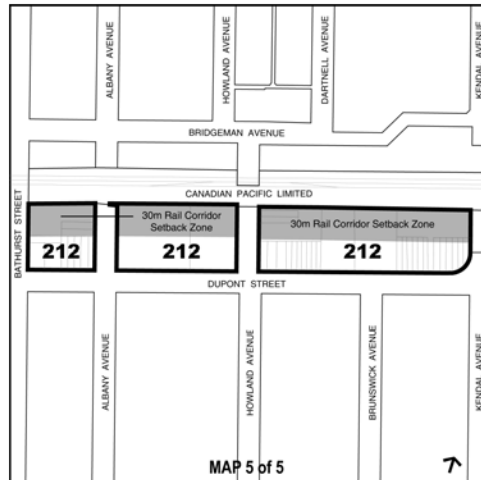 ALBANY AVENUE
HOWLAND AVENUE
DARTNELL AVENUE
KENDAL AVENUE
BRIDGEMAN AVENUE
CANADIAN PACIFIC LIMITED
BATHURST STREET
30m Rail Corridor
Setback Zone
30m Rail Corridor Setback Zone
212
212
212
DUPONT STREET
ALBANY AVENUE
HOWLAND AVENUE
BRUNSWICK AVENUE
KENDAL AVENUE
MAP 5 of 5